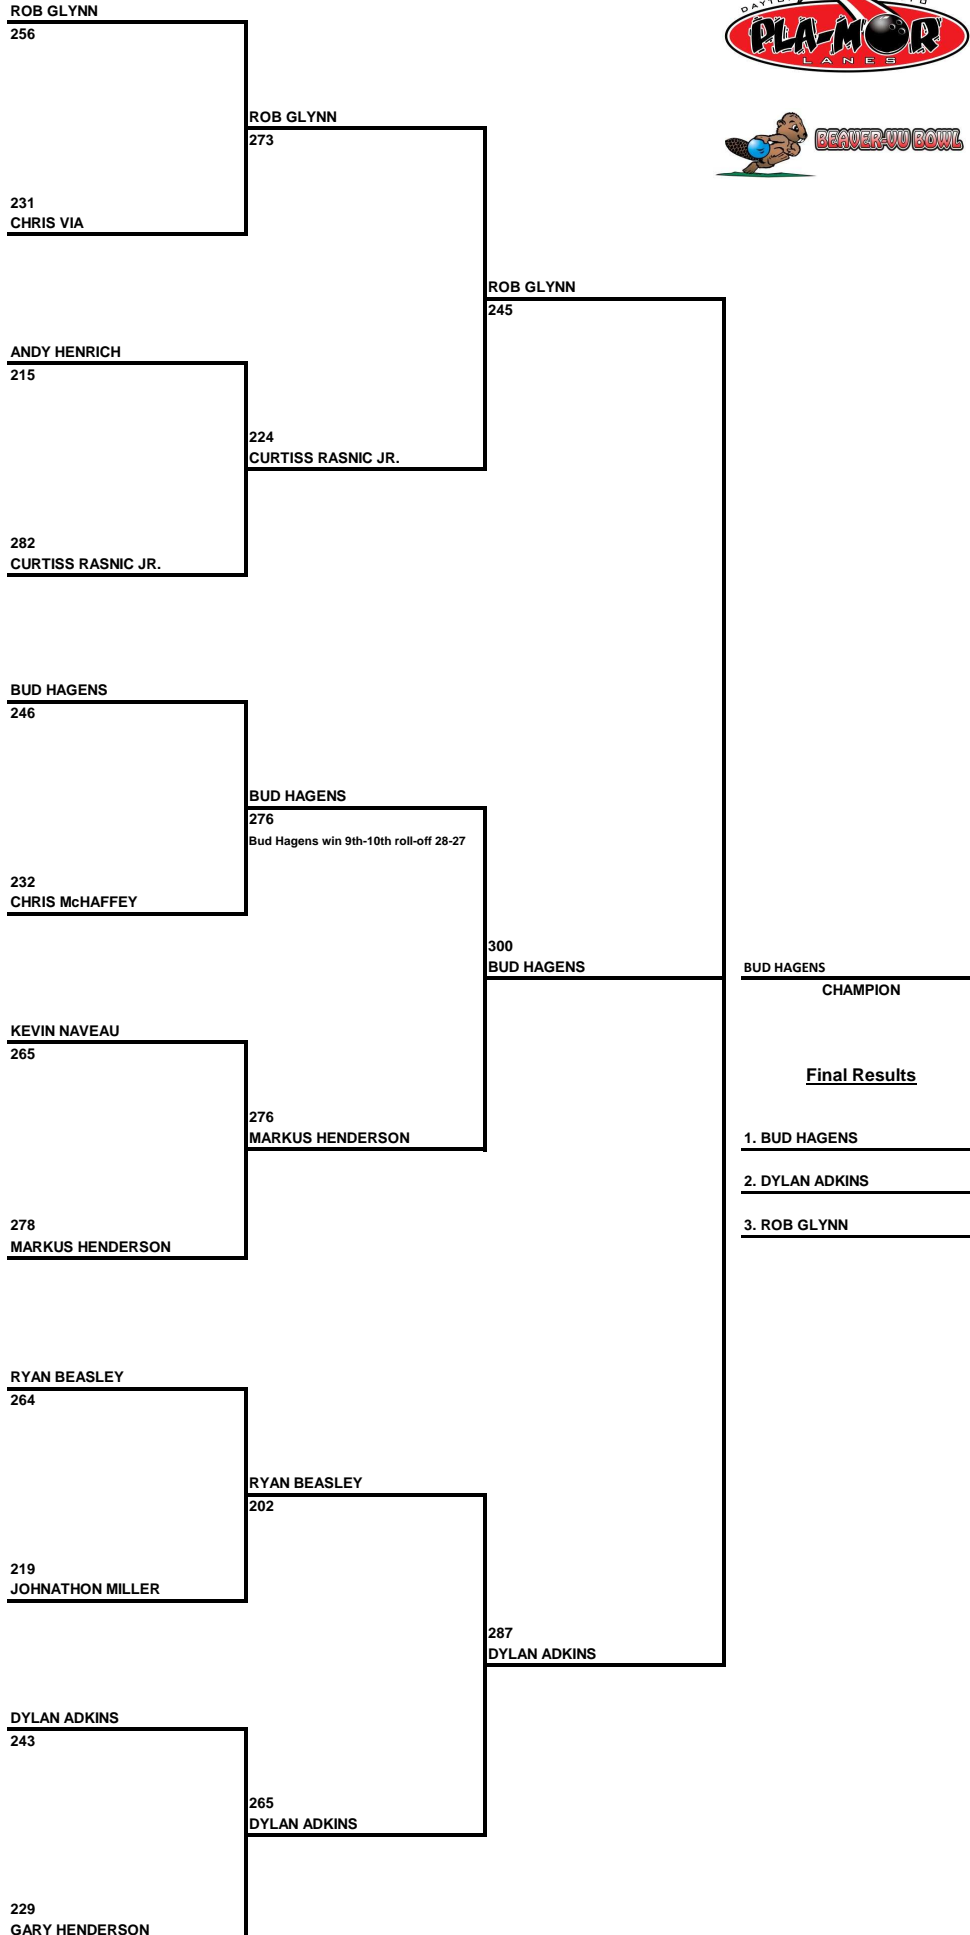 ROB GLYNN
256
PLA-MOR
LANES
ROB GLYNN
273
BEAVER-VU BOWL
231
CHRIS VIA
ROB GLYNN
245
ANDY HENRICH
215
224
CURTISS RASNIC JR.
282
CURTISS RASNIC JR.
BUD HAGENS
246
BUD HAGENS
276
Bud Hagens win 9th-10th roll-off 28-27
232
CHRIS McHAFFEY
300
BUD HAGENS
BUD HAGENS
CHAMPION
KEVIN NAVEAU
265
Final Results
276
MARKUS HENDERSON
1. BUD HAGENS
2. DYLAN ADKINS
278
MARKUS HENDERSON
3. ROB GLYNN
RYAN BEASLEY
264
RYAN BEASLEY
202
219
JOHNATHON MILLER
287
DYLAN ADKINS
DYLAN ADKINS
243
265
DYLAN ADKINS
229
GARY HENDERSON